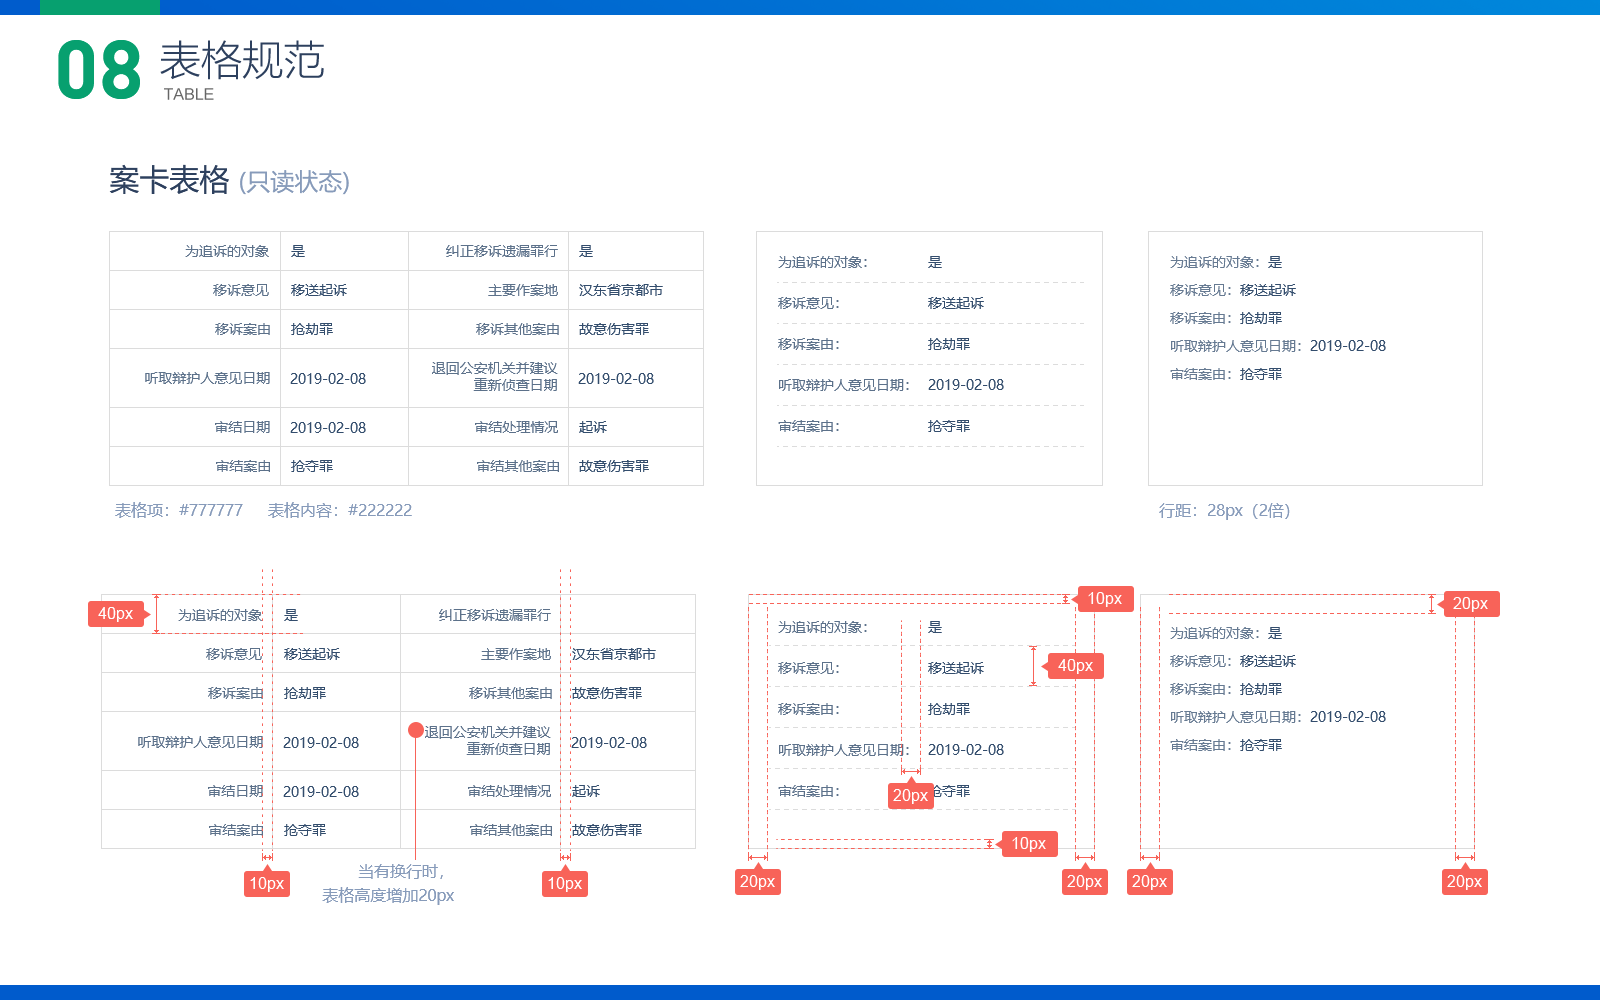 08 表格规范
TABLE
案卡表格 (只读状态)
为追诉的对象 是 纠正移诉遗漏罪行 是
移诉意见 移送起诉 主要作案地 汉东省京都市
移诉案由 抢劫罪 移诉其他案由 故意伤害罪
听取辩护人意见日期 2019-02-08 退回公安机关并建议
重新侦查日期 2019-02-08
审结日期 2019-02-08 审结处理情况 起诉
审结案由 抢夺罪 审结其他案由 故意伤害罪
表格项：#777777 表格内容：#222222
为追诉的对象： 是
移诉意见： 移送起诉
移诉案由： 抢劫罪
听取辩护人意见日期： 2019-02-08
审结案由： 抢夺罪
为追诉的对象：是
移诉意见：移送起诉
移诉案由：抢劫罪
听取辩护人意见日期：2019-02-08
审结案由：抢夺罪
行距：28px（2倍）
40px
为追诉的对象 是 纠正移诉遗漏罪行
移诉意见 移送起诉 主要作案地 汉东省京都市
移诉案由 抢劫罪 移诉其他案由 故意伤害罪
听取辩护人意见日期 2019-02-08 退回公安机关并建议
重新侦查日期 2019-02-08
审结日期 2019-02-08 审结处理情况 起诉
审结案由 抢夺罪 审结其他案由 故意伤害罪
10px
当有换行时，
表格高度增加20px
10px
10px
为追诉的对象： 是
移诉意见： 移送起诉
40px
移诉案由： 抢劫罪
听取辩护人意见日期： 2019-02-08
审结案由： 抢夺罪
20px
10px
20px
20px
20px
为追诉的对象：是
移诉意见：移送起诉
移诉案由：抢劫罪
听取辩护人意见日期：2019-02-08
审结案由：抢夺罪
20px
20px